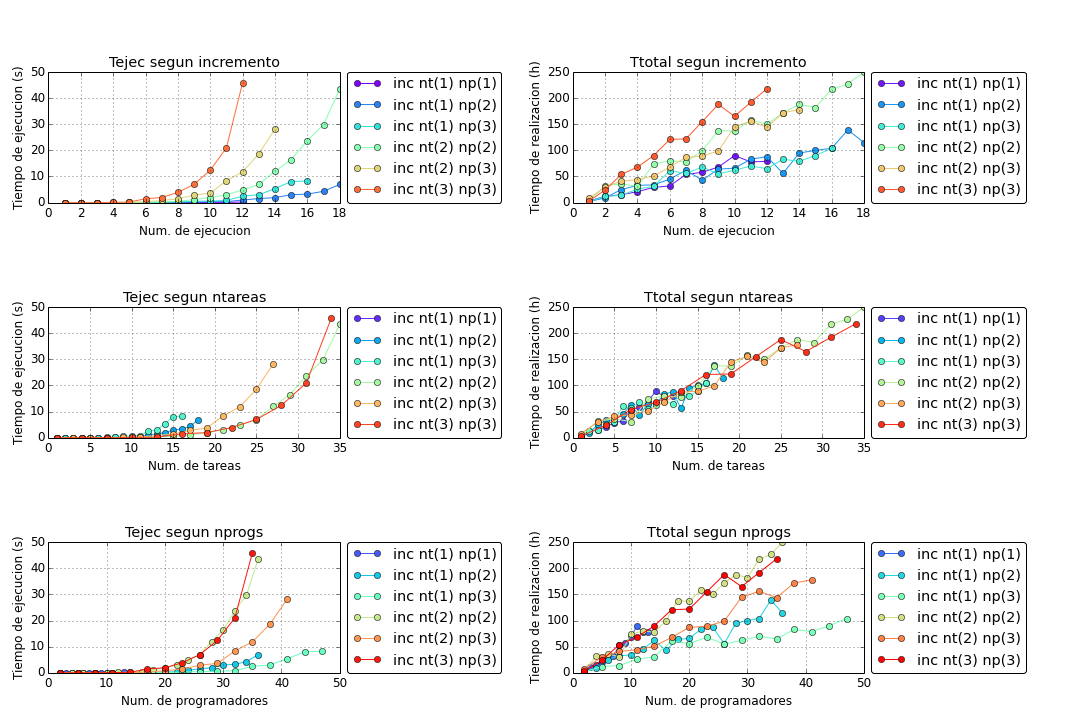 Tejec segun incremento
Tiempo de ejecucion (s)
50
40
30
20
10
0
0 2 4 6 8 10 12 14 16 18
Num. de ejecucion
inc nt(1) np(1)
inc nt(1) np(2)
inc nt(1) np(3)
inc nt(2) np(2)
inc nt(2) np(3)
inc nt(3) np(3)
Ttotal segun incremento
Tiempo de realizacion (h)
250
200
150
100
50
0
0 2 4 6 8 10 12 14 16 18
Num. de ejecucion
inc nt(1) np(1)
inc nt(1) np(2)
inc nt(1) np(3)
inc nt(2) np(2)
inc nt(2) np(3)
inc nt(3) np(3)
Tejec segun ntareas
Tiempo de ejecucion (s)
50
40
30
20
10
0
0 5 10 15 20 25 30 35
Num. de tareas
inc nt(1) np(1)
inc nt(1) np(2)
inc nt(1) np(3)
inc nt(2) np(2)
inc nt(2) np(3)
inc nt(3) np(3)
Ttotal segun ntareas
Tiempo de realizacion (h)
250
200
150
100
50
0
0 5 10 15 20 25 30 35
Num. de tareas
inc nt(1) np(1)
inc nt(1) np(2)
inc nt(1) np(3)
inc nt(2) np(2)
inc nt(2) np(3)
inc nt(3) np(3)
Tejec segun nprogs
Tiempo de ejecucion (s)
50
40
30
20
10
0
0 10 20 30 40 50
Num. de programadores
inc nt(1) np(1)
inc nt(1) np(2)
inc nt(1) np(3)
inc nt(2) np(2)
inc nt(2) np(3)
inc nt(3) np(3)
Ttotal segun nprogs
Tiempo de realizacion (h)
250
200
150
100
50
0
0 10 20 30 40 50
Num. de programadores
inc nt(1) np(1)
inc nt(1) np(2)
inc nt(1) np(3)
inc nt(2) np(2)
inc nt(2) np(3)
inc nt(3) np(3)